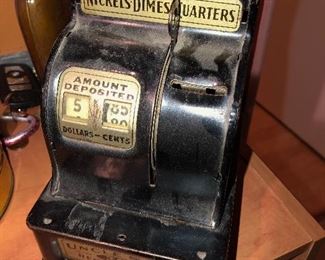 NICKELS-DIMES-QUARTERS
AMOUNT
DEPOSITED
5
DOLLARS — CENTS